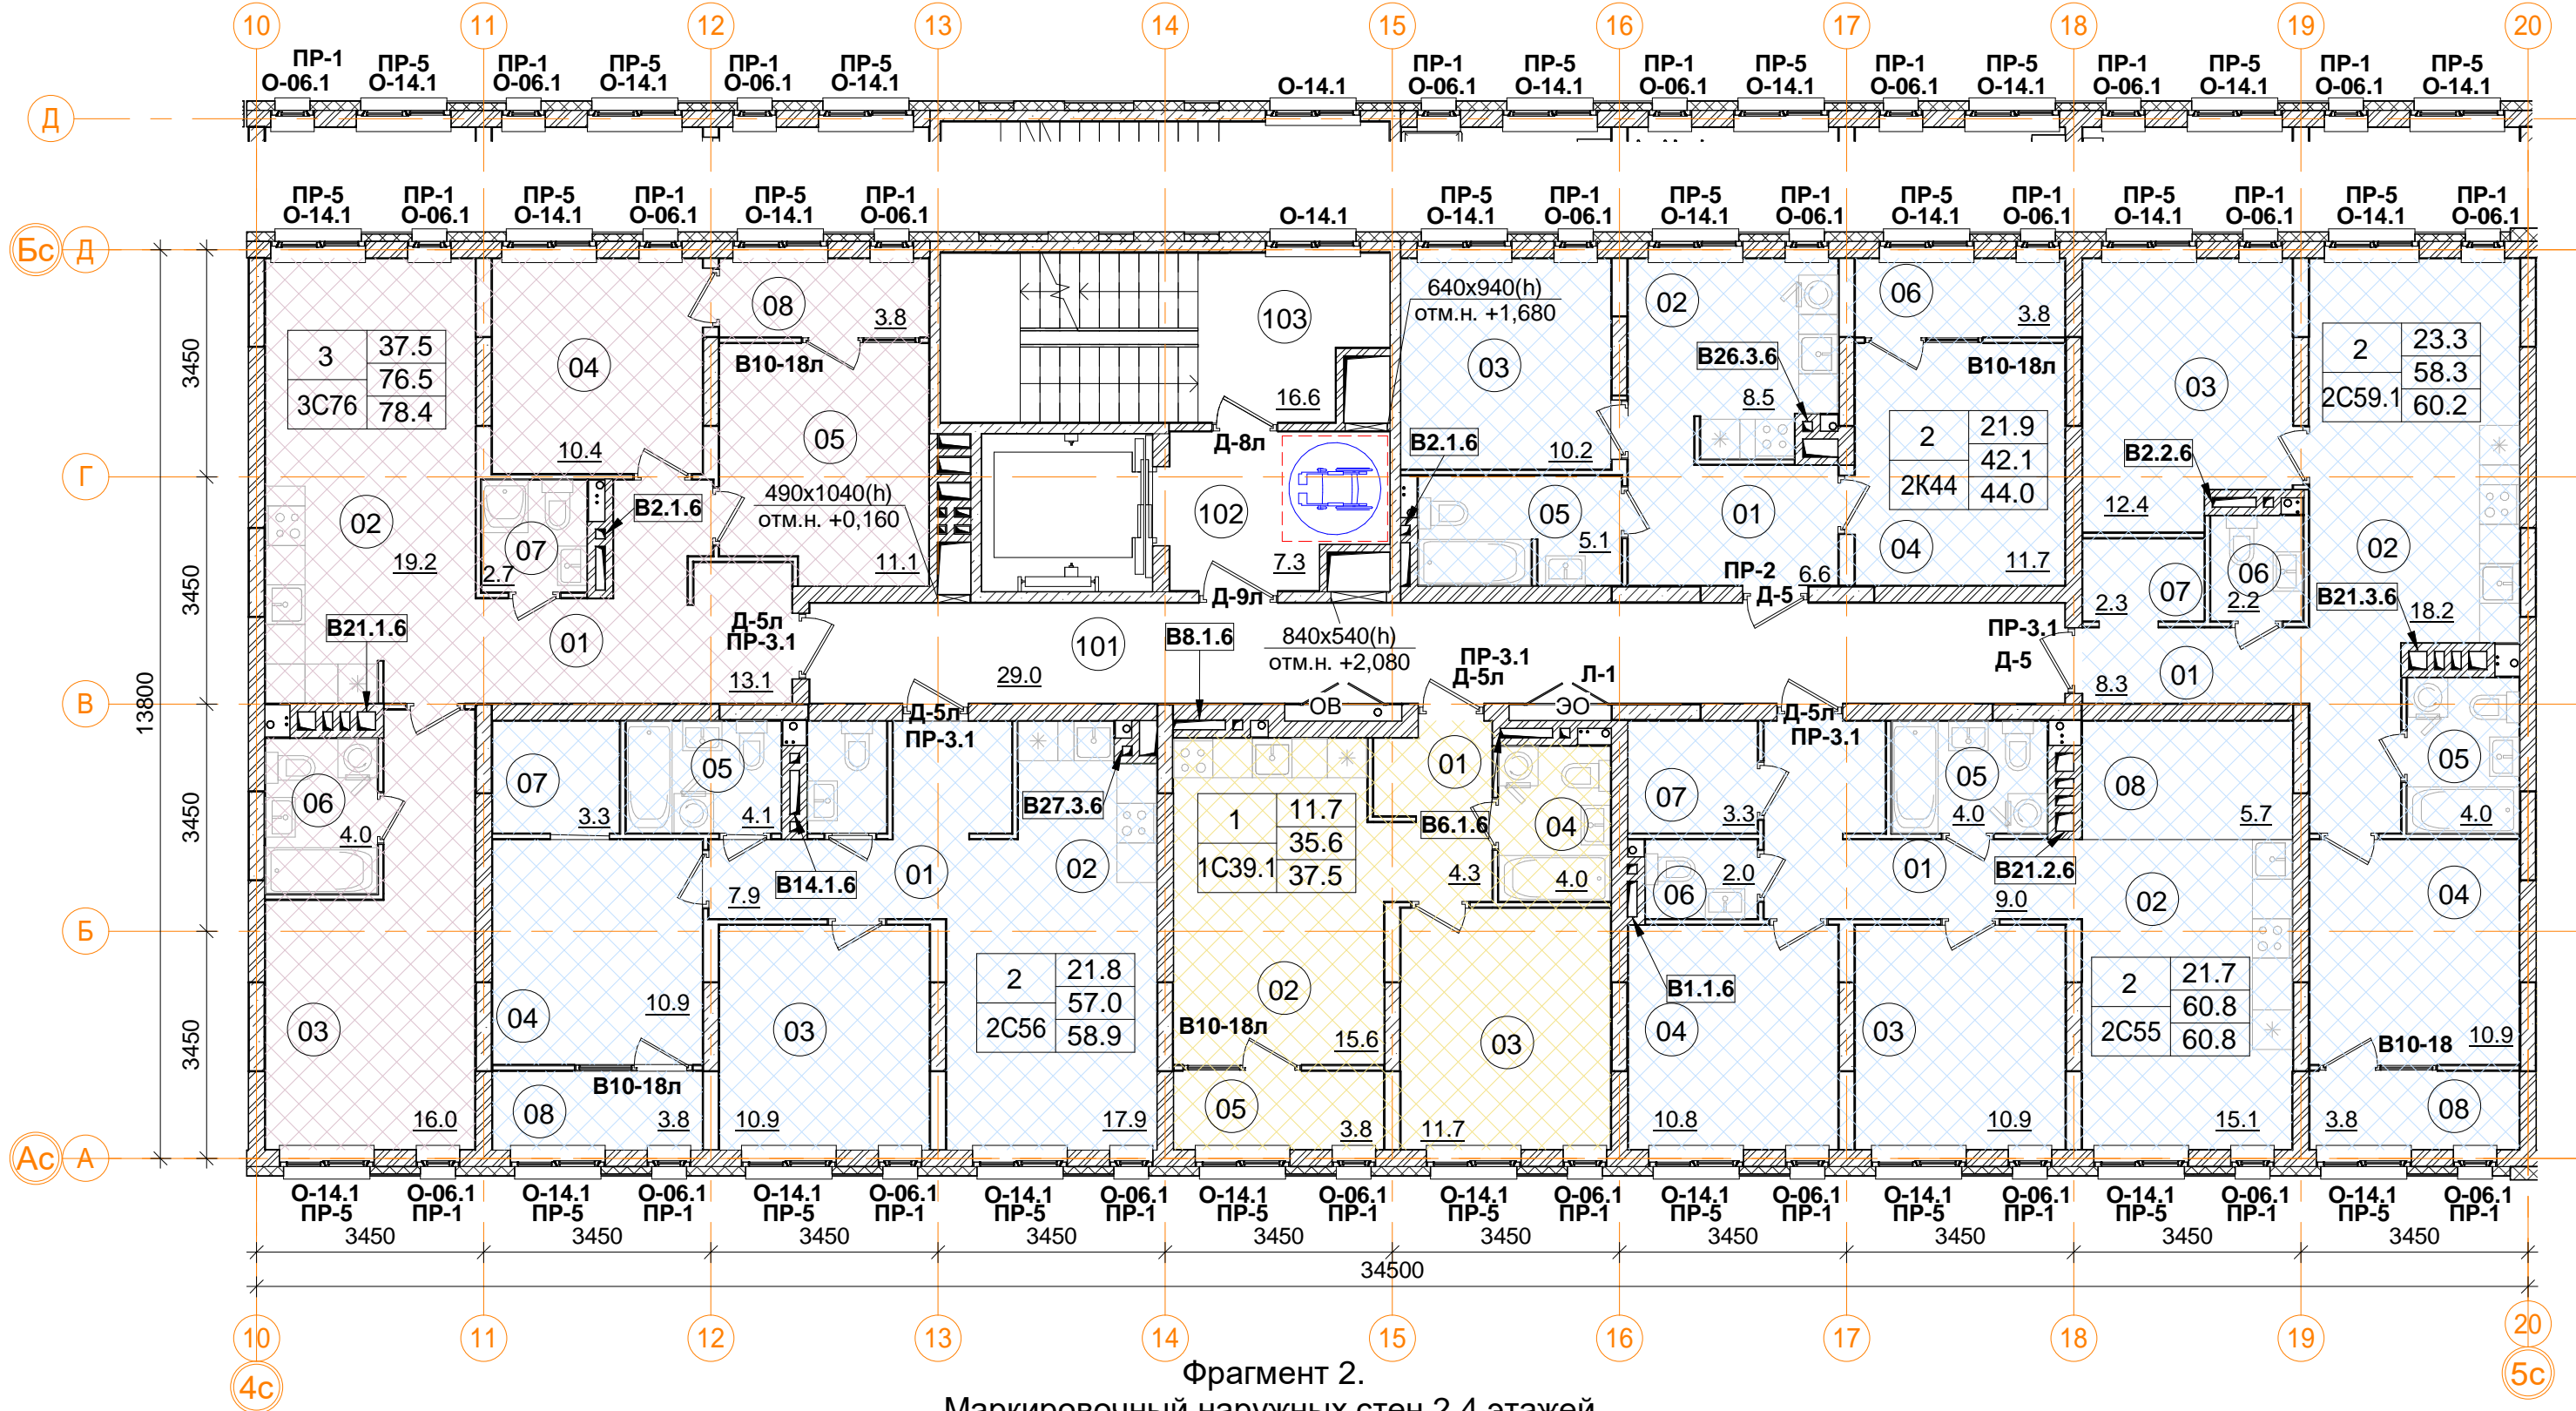 10 11 12 13 14 15 16 17 18 19 20
ПР-1 ПР-5 ПР-1 ПР-5 ПР-1 ПР-5 ПР-1 ПР-5 ПР-1 ПР-5 ПР-1 ПР-5 ПР-1 ПР-5 ПР-1 ПР-5
О-06.1 О-14.1 О-06.1 О-14.1 О-06.1 О-14.1 О-14.1 О-06.1 О-14.1 О-06.1 О-14.1 О-06.1 О-14.1 О-06.1 О-14.1 О-06.1 О-14.1
Д
ПР-5 ПР-1 ПР-5 ПР-1 ПР-5 ПР-1 ПР-5 ПР-1 ПР-5 ПР-1 ПР-5 ПР-1 ПР-5 ПР-1 ПР-5 ПР-1
О-14.1 О-06.1 О-14.1 О-06.1 О-14.1 О-06.1 О-14.1 О-14.1 О-06.1 О-14.1 О-06.1 О-14.1 О-06.1 О-14.1 О-06.1 О-14.1 О-06.1
Бс Д
Г
В
Б
Ас А
3450
3450
3450
3450
13800
3 37.5
76.5
3С76 78.4
02
19.2
04
10.4
08
3.8
В10-18л
05
11.1
07
2.7
В2.1.6
490х1040(h)
отм.н. +0,160
01
13.1
В21.1.6
Д-5л
ПР-3.1
06
4.0
03
16.0
103
16.6
Д-8л
102
7.3
Д-9л
101
29.0
В8.1.6
840х540(h)
отм.н. +2,080
640х940(h)
отм.н. +1,680
ПР-3.1
Д-5л
Л-1
ОВ
ЭО
03
10.2
В2.1.6
02
В26.3.6
8.5
05
5.1
01
6.6
ПР-2
Д-5
06
3.8
В10-18л
2 21.9
42.1
2К44 44.0
04
11.7
03
12.4
В2.2.6
2 23.3
58.3
2С59.1 60.2
02
18.2
06
2.2
07
2.3
В21.3.6
ПР-3.1
Д-5
01
8.3
05
4.0
04
10.9
В10-18
08
3.8
07
3.3
05
4.1
Д-5л
ПР-3.1
В27.3.6
В14.1.6
01
7.9
02
17.9
04
10.9
В10-18л
08
3.8
03
10.9
2 21.8
57.0
2С56 58.9
1 11.7
35.6
1С39.1 37.5
01
4.3
В6.1.6
04
4.0
02
15.6
В10-18л
05
3.8
03
11.7
Д-5л
ПР-3.1
07
3.3
05
4.0
08
5.7
В21.2.6
06
2.0
01
9.0
02
15.1
В1.1.6
04
10.8
03
10.9
2 21.7
60.8
2С55 60.8
О-14.1 О-06.1 О-14.1 О-06.1 О-14.1 О-06.1 О-14.1 О-06.1 О-14.1 О-06.1 О-14.1 О-06.1 О-14.1 О-06.1 О-14.1 О-06.1 О-14.1 О-06.1 О-14.1 О-06.1
ПР-5 ПР-1 ПР-5 ПР-1 ПР-5 ПР-1 ПР-5 ПР-1 ПР-5 ПР-1 ПР-5 ПР-1 ПР-5 ПР-1 ПР-5 ПР-1 ПР-5 ПР-1 ПР-5 ПР-1
3450 3450 3450 3450 3450 3450 3450 3450 3450 3450
34500
10 11 12 13 14 15 16 17 18 19 20
4с 5с
Фрагмент 2.
Маркировочный наружных стен 2-4 этажей